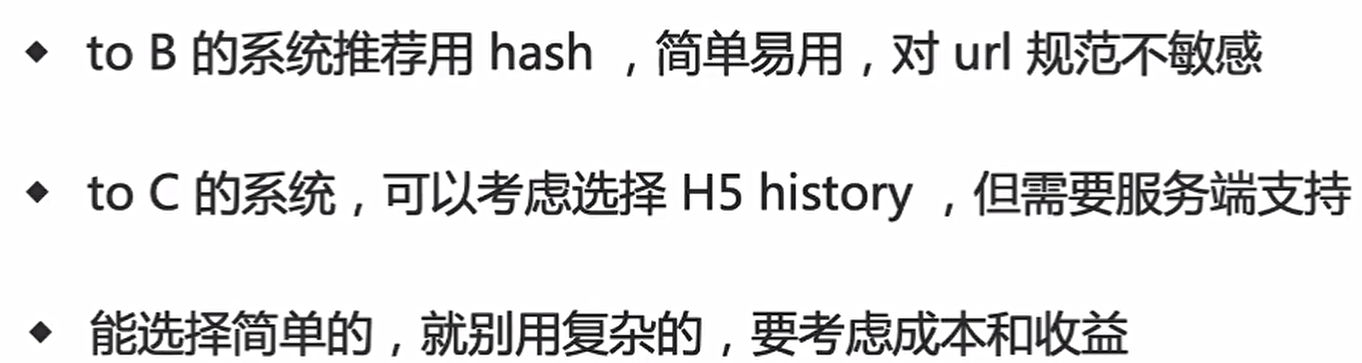 ◆ to B 的系统推荐用 hash ，简单易用，对 url 规范不敏感
◆ to C 的系统，可以考虑选择 H5 history ，但需要服务端支持
◆ 能选择简单的，就别用复杂的，要考虑成本和收益